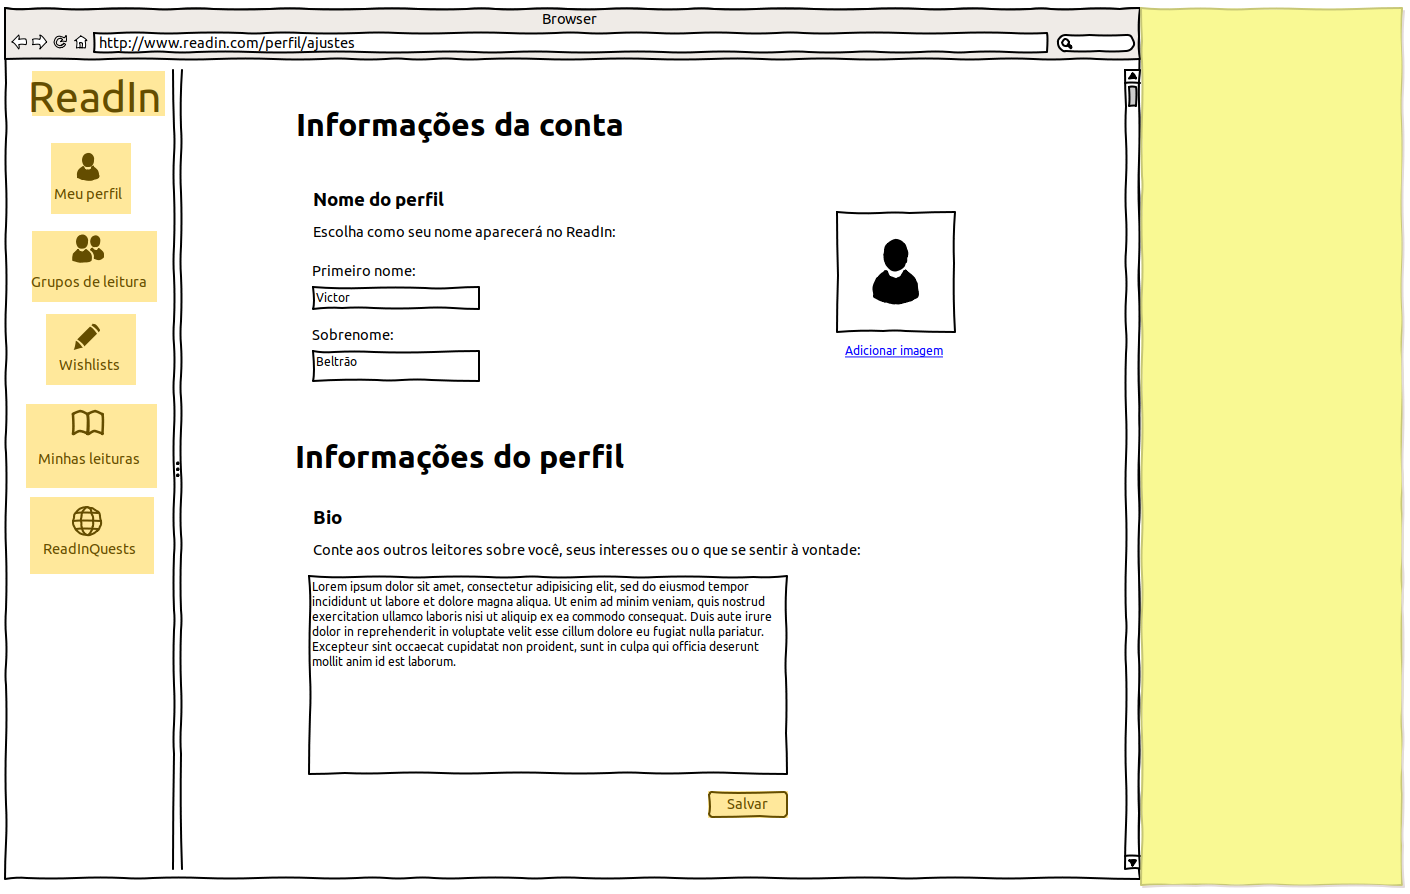 Browser
http://www.readin.com/perfil/ajustes
ReadIn
Meu perfil
Grupos de leitura
Wishlists
Minhas leituras
ReadInQuests
Informações da conta
Nome do perfil
Escolha como seu nome aparecerá no ReadIn:
Primeiro nome:
Victor
Sobrenome:
Beltrão
Adicionar imagem
Informações do perfil
Bio
Conte aos outros leitores sobre você, seus interesses ou o que se sentir à vontade:
Lorem ipsum dolor sit amet, consectetur adipisicing elit, sed do eiusmod tempor
incididunt ut labore et dolore magna aliqua. Ut enim ad minim veniam, quis nostrud
exercitation ullamco laboris nisi ut aliquip ex ea commodo consequat. Duis aute irure
dolor in reprehenderit in voluptate velit esse cillum dolore eu fugiat nulla pariatur.
Excepteur sint occaecat cupidatat non proident, sunt in culpa qui officia deserunt
mollit anim id est laborum.
Salvar